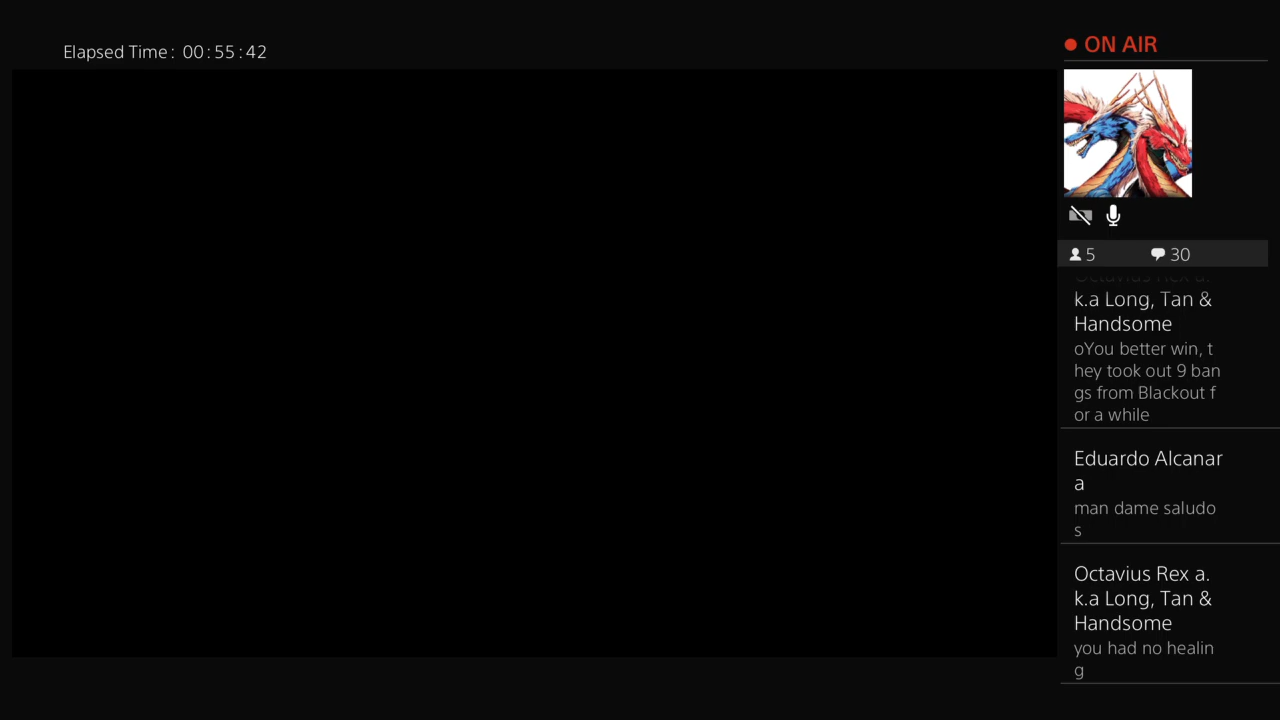 Elapsed Time: 00:55:42
ON AIR
5 30
Octavius Rex a.
k.a Long, Tan &
Handsome
oYou better win, t
hey took out 9 ban
gs from Blackout f
or a while
Eduardo Alcanar
a
man dame saludo
s
Octavius Rex a.
k.a Long, Tan &
Handsome
you had no healin
g